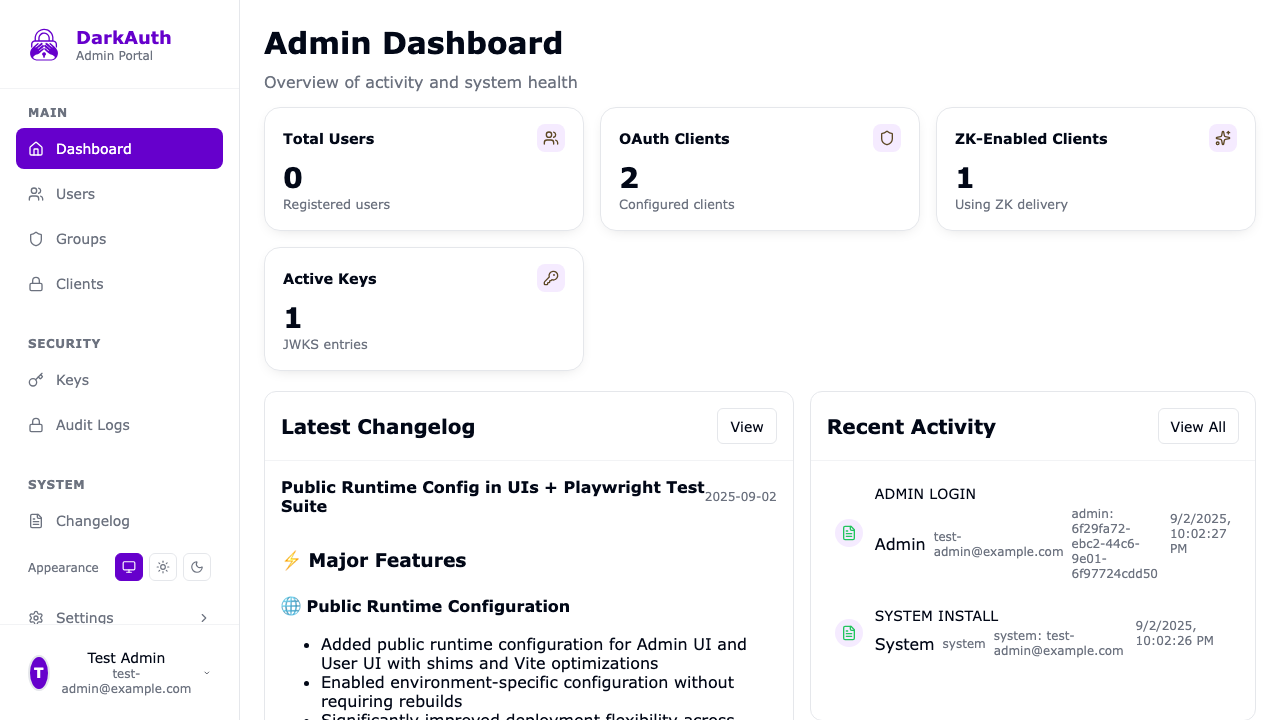 DarkAuth
Admin Portal
MAIN
Dashboard
Users
Groups
Clients
SECURITY
Keys
Audit Logs
SYSTEM
Changelog
Appearance
Settings
T
Test Admin
test-
admin@example.com
Admin Dashboard
Overview of activity and system health
Total Users
0
Registered users
OAuth Clients
2
Configured clients
ZK-Enabled Clients
1
Using ZK delivery
Active Keys
1
JWKS entries
Latest Changelog
View
Public Runtime Config in UIs + Playwright Test
Suite
2025-09-02
⚡ Major Features
🌐 Public Runtime Configuration
• Added public runtime configuration for Admin UI and
User UI with shims and Vite optimizations
• Enabled environment-specific configuration without
requiring rebuilds
• Significantly improved deployment flexibility across
Recent Activity
View All
ADMIN LOGIN
Admin
test-
admin@example.com
admin:
6f29fa72-
ebc2-44c6-
9e01-
6f97724cdd50
9/2/2025,
10:02:27
PM
SYSTEM INSTALL
System
system
system: test-
admin@example.com
9/2/2025,
10:02:26 PM